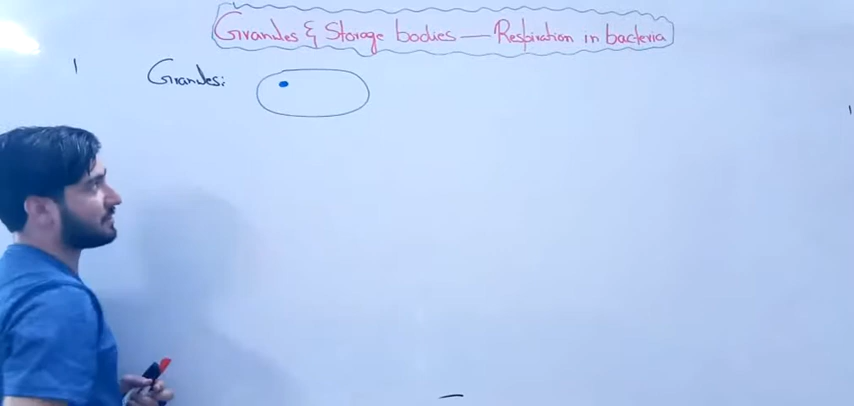 Granules & Storage bodies — Respiration in bacteria
Granules: